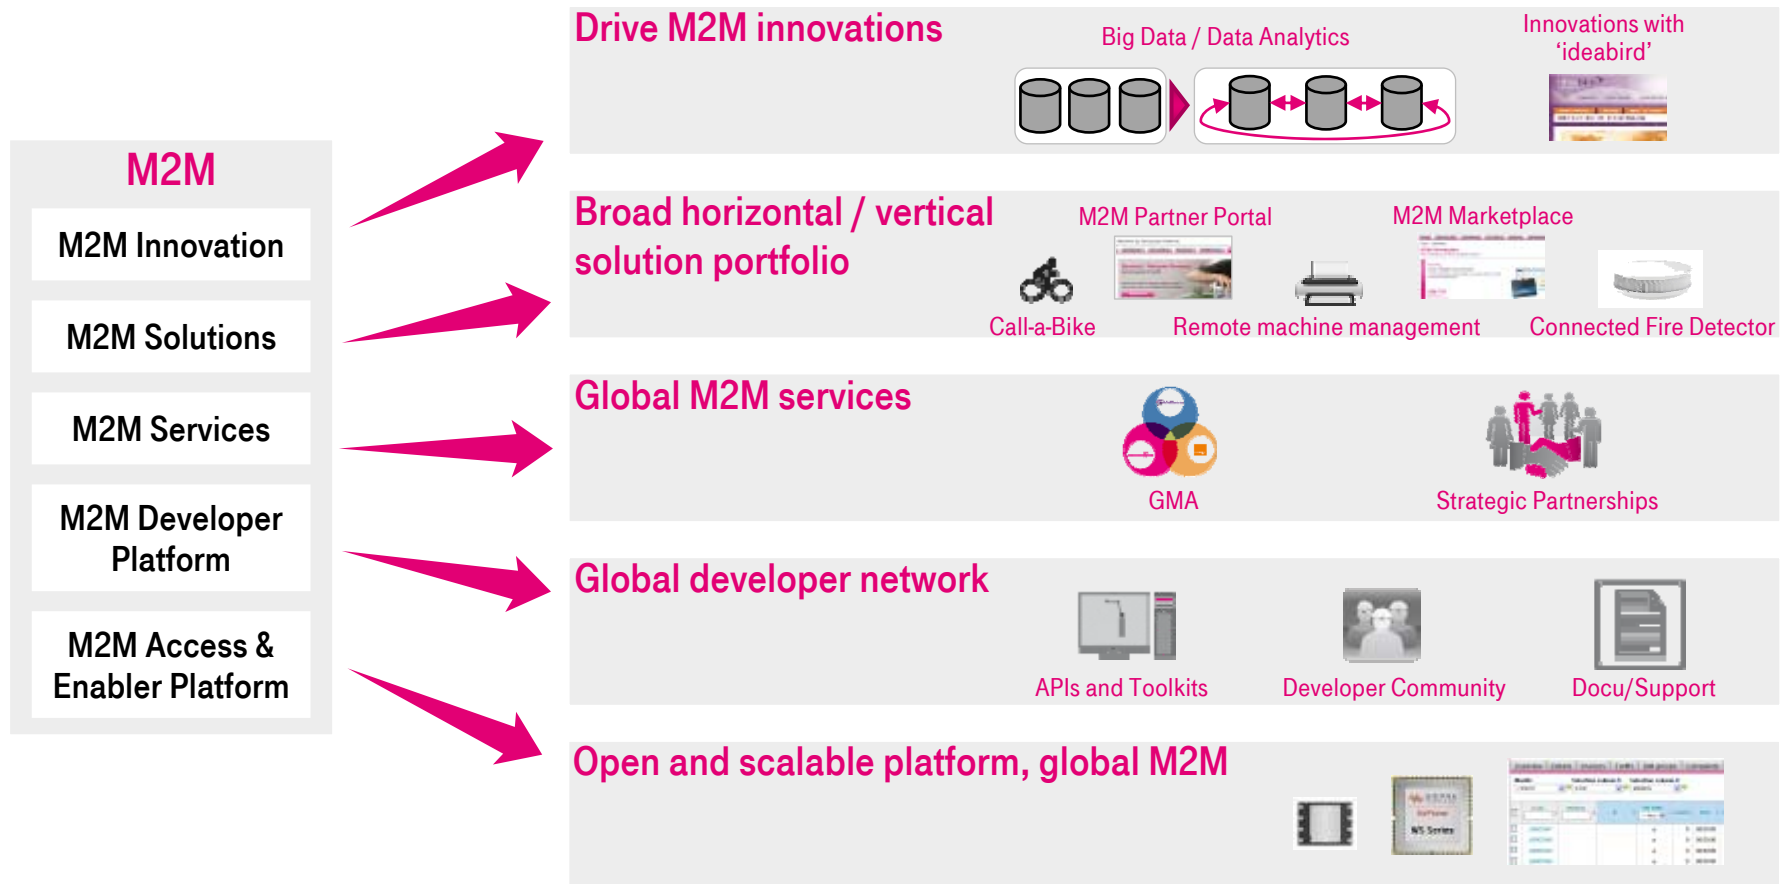 M2M
M2M Innovation
M2M Solutions
M2M Services
M2M Developer
Platform
M2M Access &
Enabler Platform
Drive M2M innovations
Big Data / Data Analytics
Innovations with
‘ideabird’
Broad horizontal / vertical
solution portfolio
M2M Partner Portal
M2M Marketplace
Call-a-Bike
Remote machine management
Connected Fire Detector
Global M2M services
GMA
Strategic Partnerships
Global developer network
APIs and Toolkits
Developer Community
Docu/Support
Open and scalable platform, global M2M
WS Series